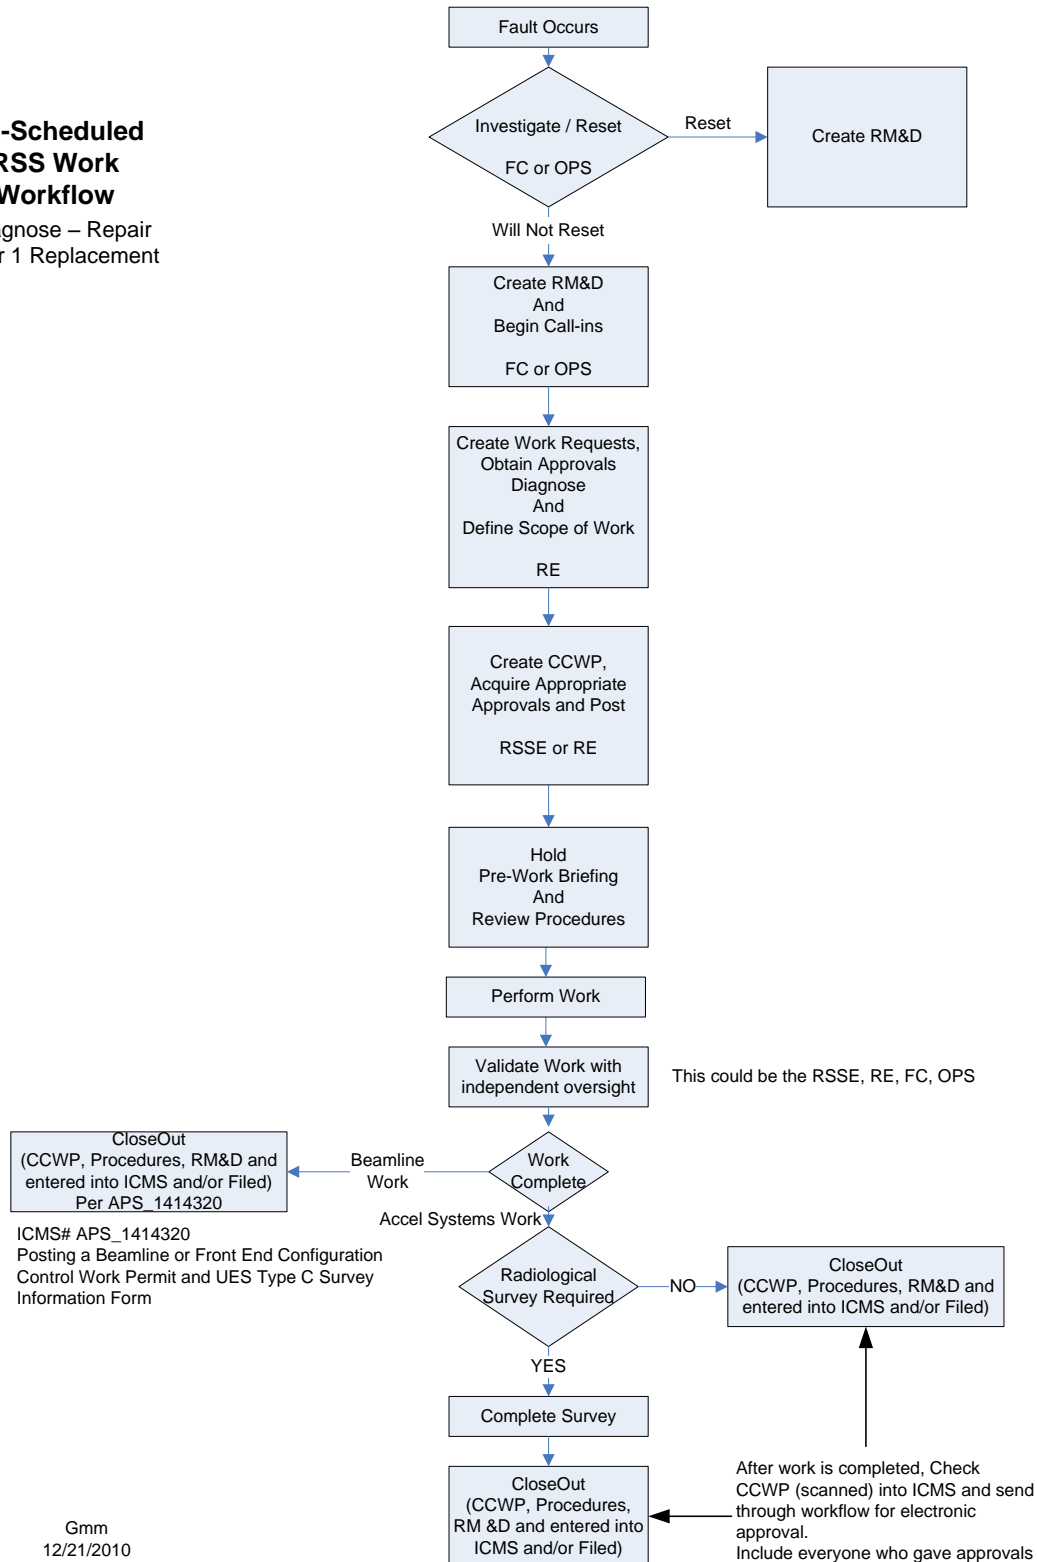 Fault Occurs
Investigate / Reset
FC or OPS
Reset
Create RM&D
-Scheduled
RSS Work
Workflow
agnose – Repair
r 1 Replacement
Will Not Reset
Create RM&D
And
Begin Call-ins
FC or OPS
Create Work Requests,
Obtain Approvals
Diagnose
And
Define Scope of Work
RE
Create CCWP,
Acquire Appropriate
Approvals and Post
RSSE or RE
Hold
Pre-Work Briefing
And
Review Procedures
Perform Work
Validate Work with
independent oversight
This could be the RSSE, RE, FC, OPS
Work
Complete
Beamline
Work
CloseOut
(CCWP, Procedures, RM&D and
entered into ICMS and/or Filed)
Per APS_1414320
ICMS# APS_1414320
Posting a Beamline or Front End Configuration
Control Work Permit and UES Type C Survey
Information Form
Accel Systems Work
Radiological
Survey Required
NO
CloseOut
(CCWP, Procedures, RM&D and
entered into ICMS and/or Filed)
YES
Complete Survey
CloseOut
(CCWP, Procedures,
RM &D and entered into
ICMS and/or Filed)
After work is completed, Check
CCWP (scanned) into ICMS and send
through workflow for electronic
approval.
Include everyone who gave approvals
Gmm
12/21/2010